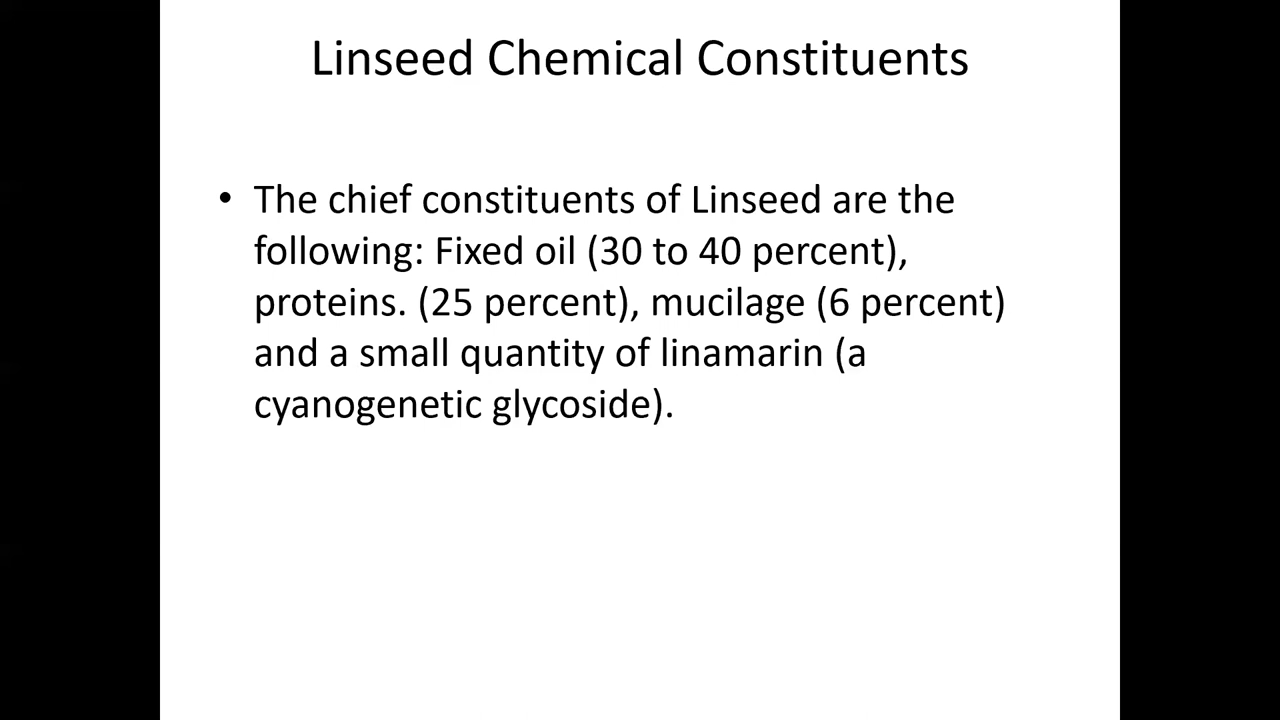 Linseed Chemical Constituents
• The chief constituents of Linseed are the
following: Fixed oil (30 to 40 percent),
proteins. (25 percent), mucilage (6 percent)
and a small quantity of linamarin (a
cyanogenetic glycoside).